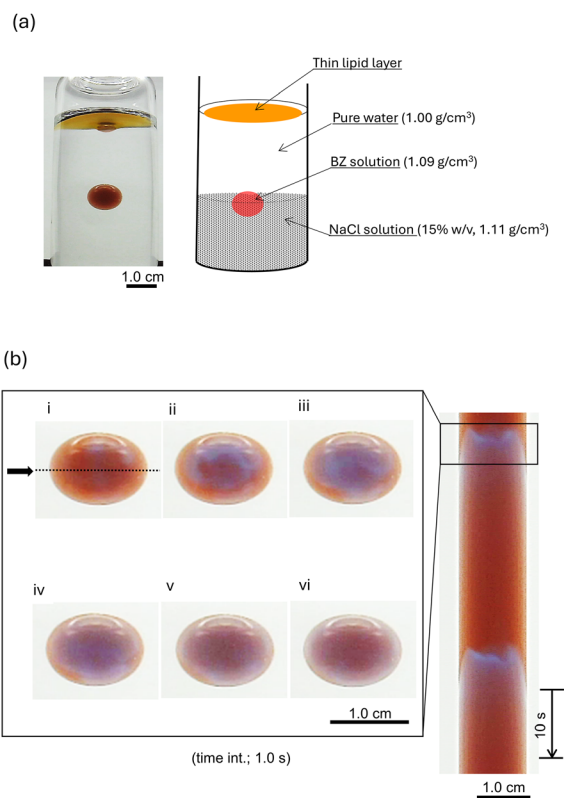 (a)
Thin lipid layer
Pure water (1.00 g/cm³)
BZ solution (1.09 g/cm³)
NaCl solution (15% w/v, 1.11 g/cm³)
1.0 cm
(b)
i
ii
iii
iv
v
vi
1.0 cm
(time int.; 1.0 s)
10 s
1.0 cm